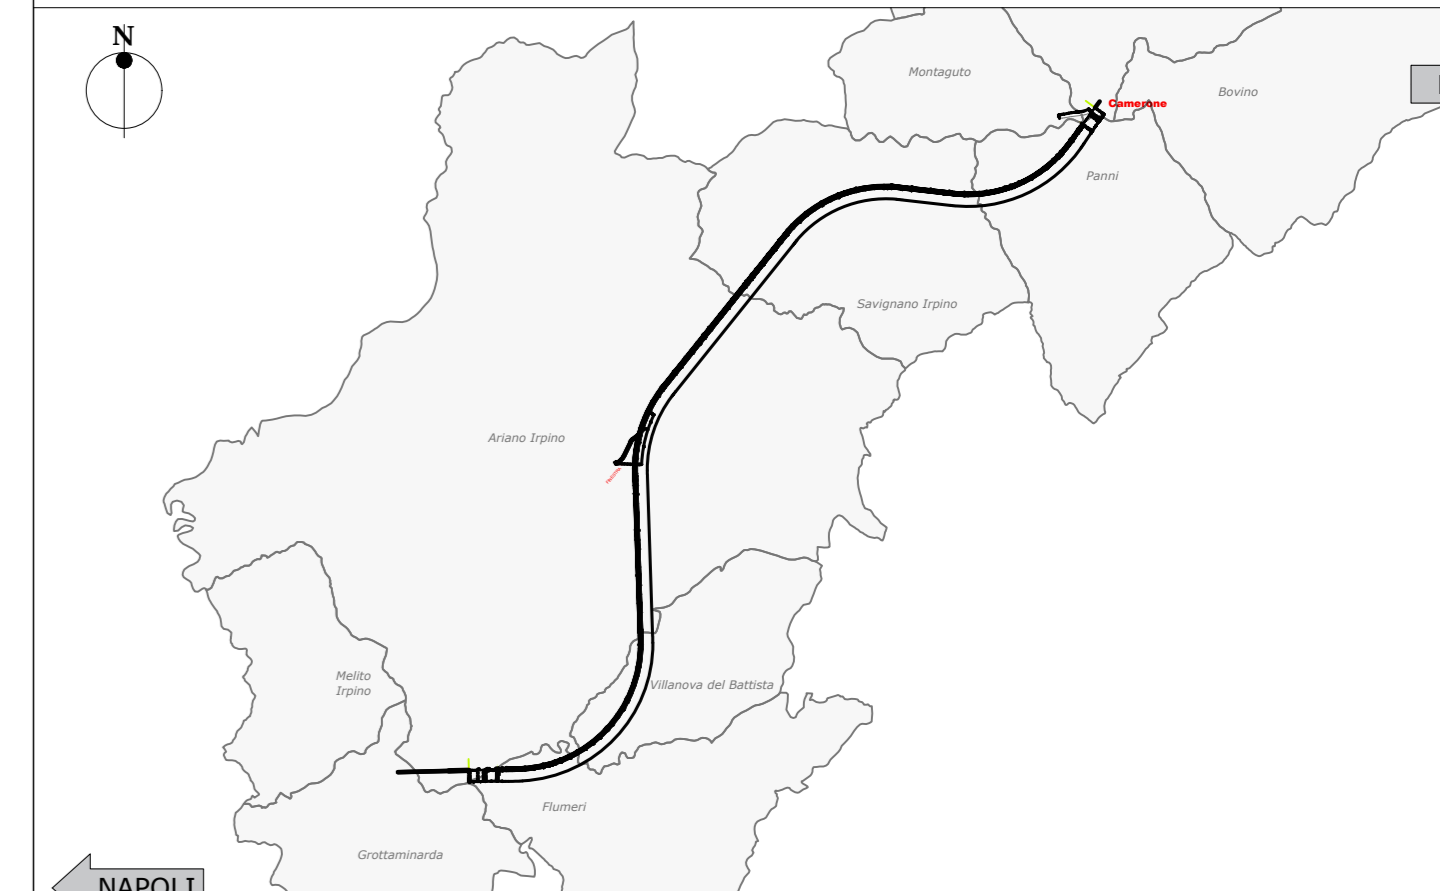 N
Montaguto
Bovino
Camerone
Panni
Savignano Irpino
Ariano Irpino
Melito
Irpino
Villanova del Battista
Flumeri
Grottaminarda
NAPOLI